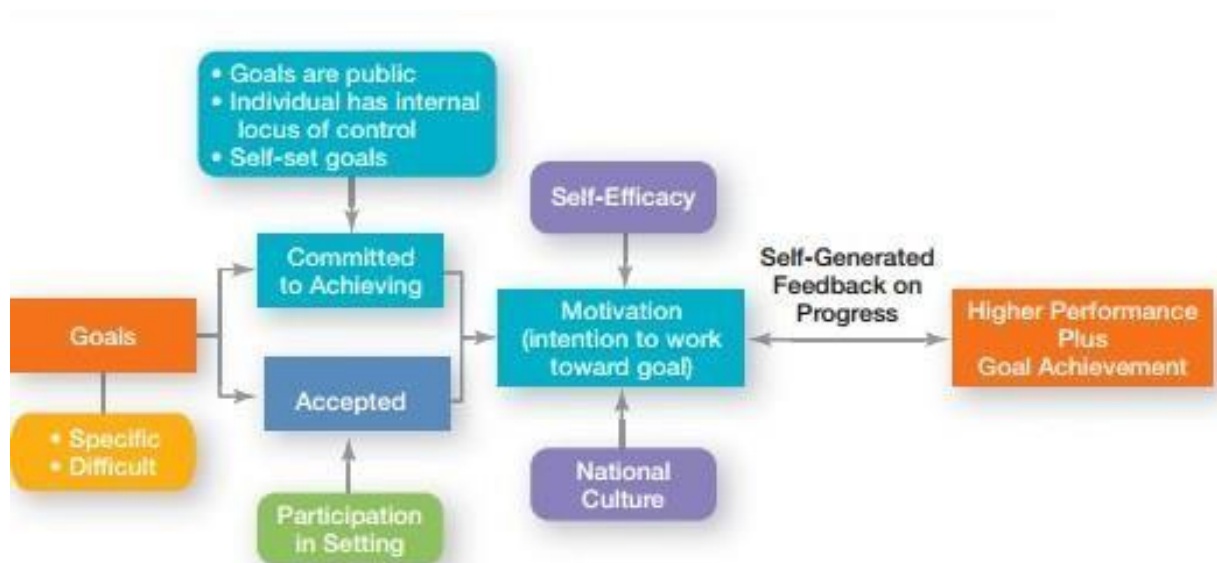 • Goals are public
• Individual has internal
locus of control
• Self-set goals
Self-Efficacy
Committed
to Achieving
Self-Generated
Feedback on
Progress
Goals
Motivation
(intention to work
toward goal)
Higher Performance
Plus
Goal Achievement
Accepted
• Specific
• Difficult
National
Culture
Participation
in Setting